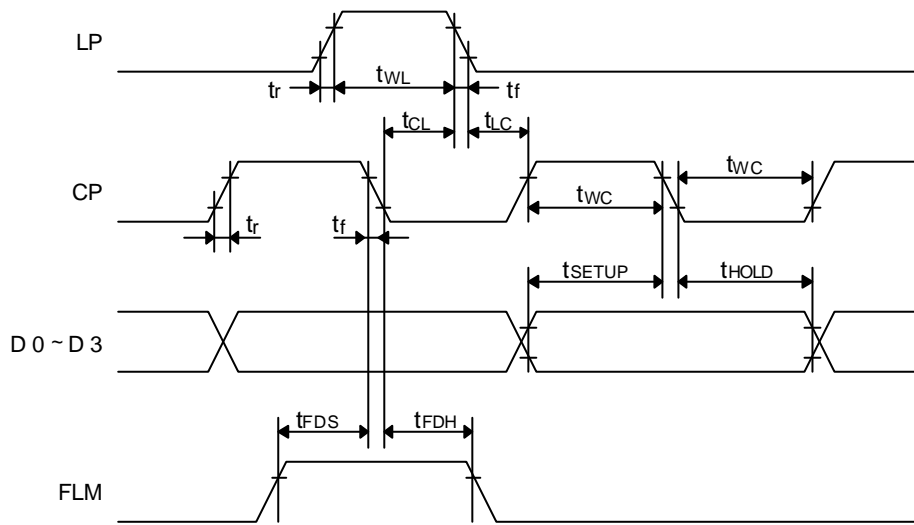 LP
tr
tWL
tf
tCL
tLC
CP
tWC
tWC
tr
tf
tSETUP
tHOLD
D 0 ~ D 3
tFDS
tFDH
FLM